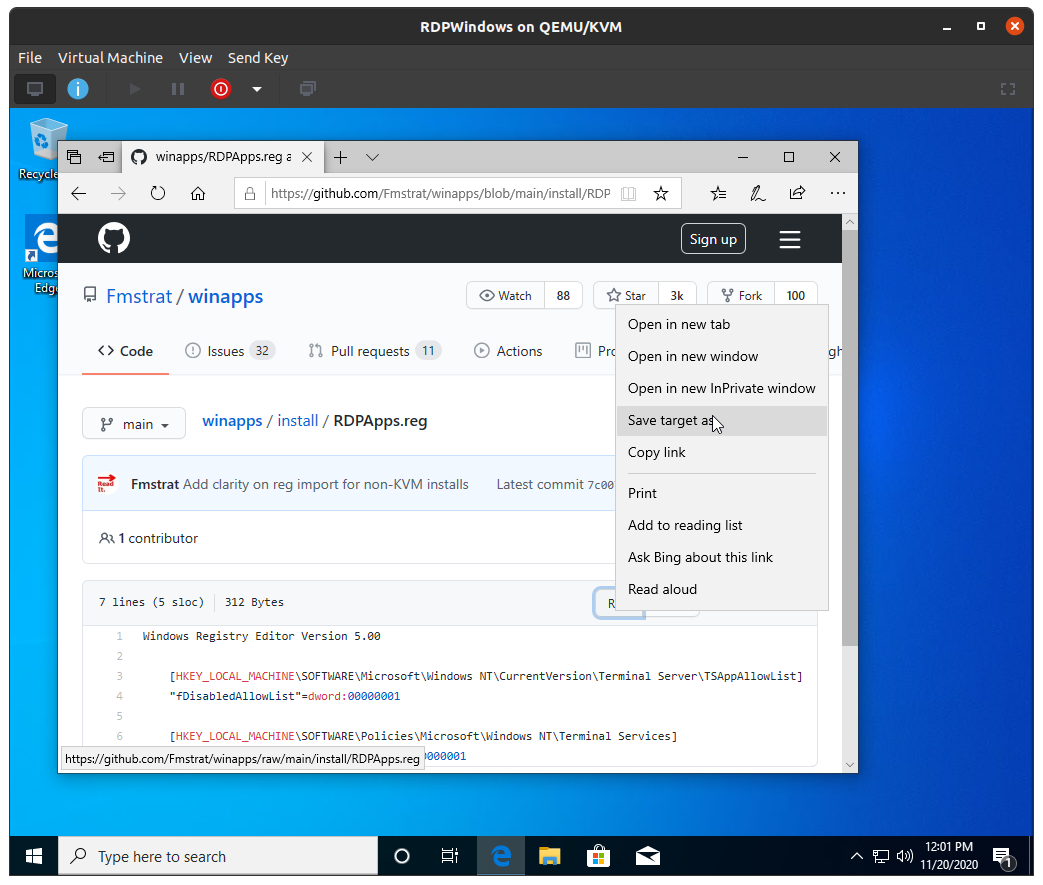 RDPWindows on QEMU/KVM
File Virtual Machine View Send Key
Recycle
Micros
Edg
winapps/RDPApps.reg a
https://github.com/Fmstrat/winapps/blob/main/install/RDP
Sign up
Fmstrat / winapps
Watch 88
Star 3k
Fork 100
Code
Issues 32
Pull requests 11
Actions
Pro
gh
main
winapps / install / RDPApps.reg
Fmstrat Add clarity on reg import for non-KVM installs
Latest commit 7c00
1 contributor
7 lines (5 sloc) 312 Bytes
R
Open in new tab
Open in new window
Open in new InPrivate window
Save target as
Copy link
Print
Add to reading list
Ask Bing about this link
Read aloud
1 Windows Registry Editor Version 5.00
2
3 [HKEY_LOCAL_MACHINE\SOFTWARE\Microsoft\Windows NT\CurrentVersion\Terminal Server\TSAppAllowList]
4 "fDisabledAllowList"=dword:00000001
5
6 [HKEY_LOCAL_MACHINE\SOFTWARE\Policies\Microsoft\Windows NT\Terminal Services]
0000001
https://github.com/Fmstrat/winapps/raw/main/install/RDPApps.reg
Type here to search
12:01 PM
11/20/2020
1